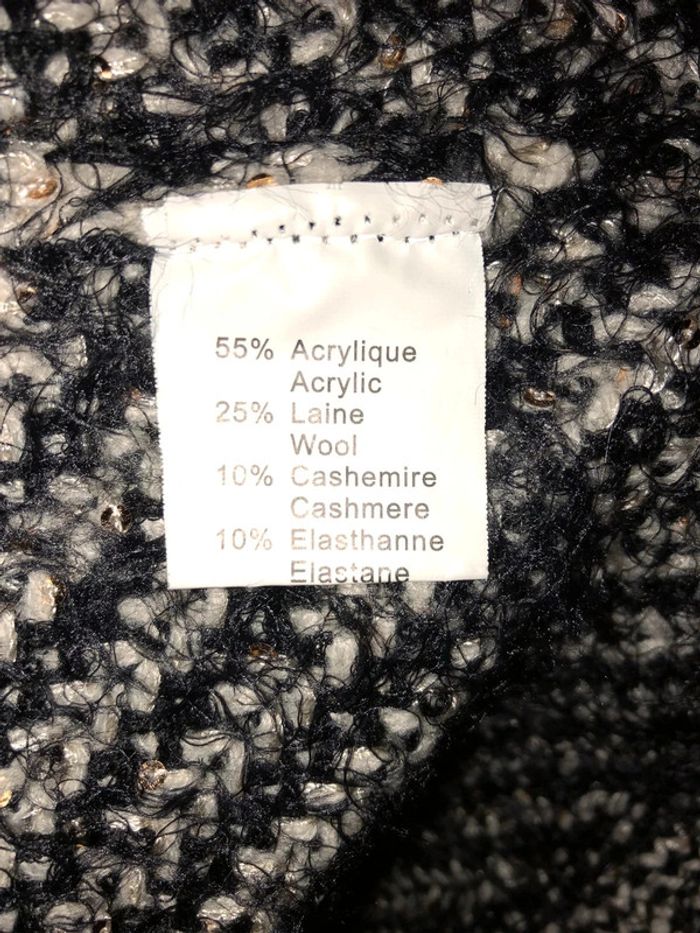 55% Acrylique
Acrylic
25% Laine
Wool
10% Cashemire
Cashmere
10% Elasthanne
Elastane